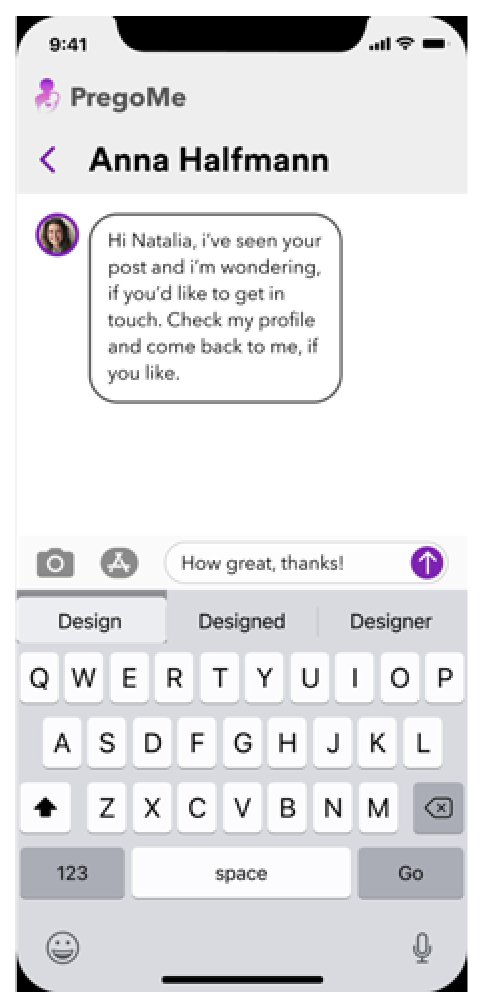 9:41
PregoMe
Anna Halfmann
Hi Natalia, i've seen your
post and i'm wondering,
if you'd like to get in
touch. Check my profile
and come back to me, if
you like.
How great, thanks!
Design Designed Designer
Q W E R T Y U I O P
A S D F G H J K L
Z X C V B N M
123 space Go